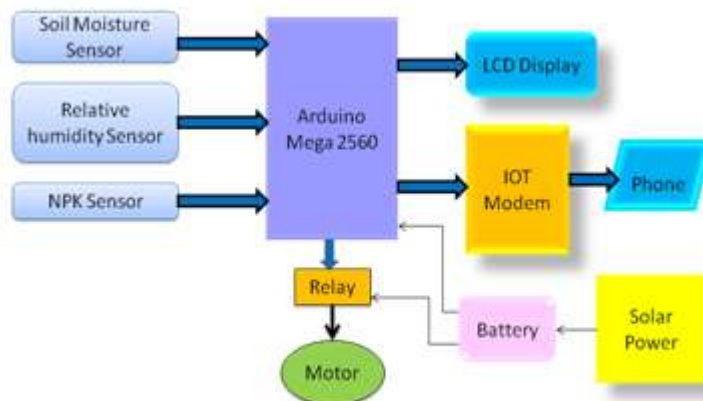 Soil Moisture
Sensor
Relative
humidity Sensor
NPK Sensor
Arduino
Mega 2560
LCD Display
IOT
Modem
Phone
Relay
Motor
Battery
Solar
Power